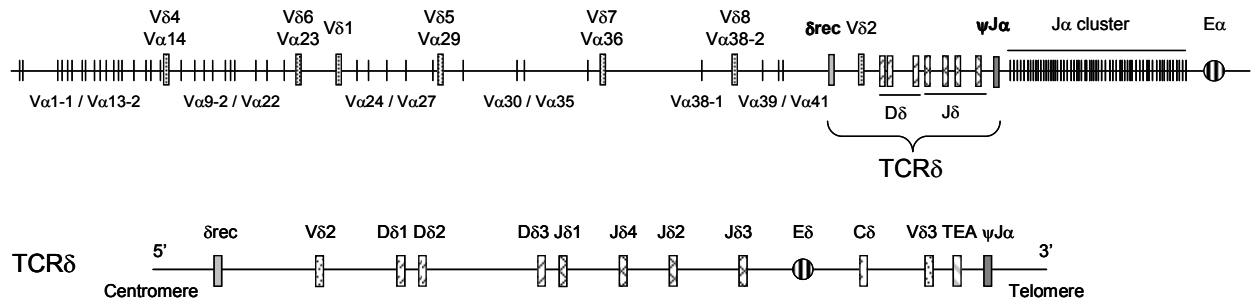 Vδ4 Vδ6 Vδ1 Vδ5 Vδ7 Vδ8 δrec Vδ2 ψJα Jα cluster Eα
Vα14 Vα23 Vα29 Vα36 Vα38-2
Vα1-1 / Vα13-2 Vα9-2 / Vα22 Vα24 / Vα27 Vα30 / Vα35 Vα38-1 Vα39 / Vα41
Dδ Jδ
TCRδ
δrec Vδ2 Dδ1 Dδ2 Dδ3 Jδ1 Jδ4 Jδ2 Jδ3 Eδ Cδ Vδ3 TEA ψJα
5’ 3’
TCRδ
Centromere Telomere